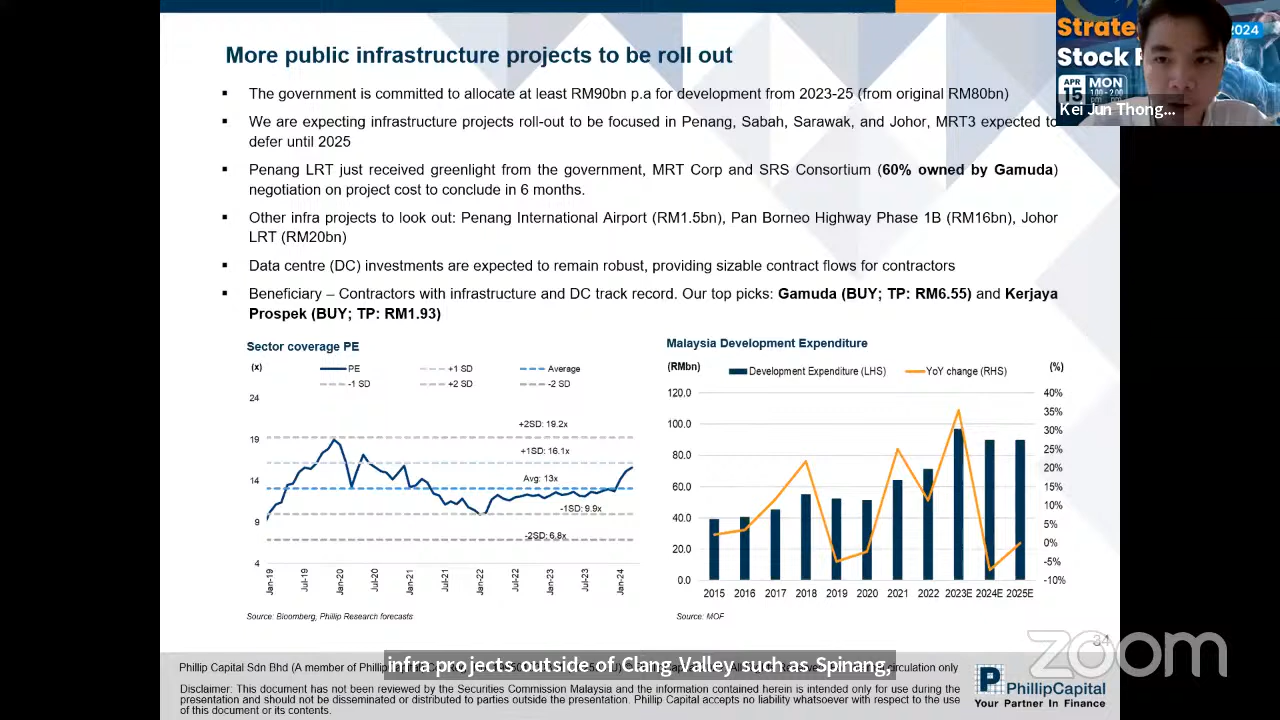 More public infrastructure projects to be roll out
▪ The government is committed to allocate at least RM90bn p.a for development from 2023-25 (from original RM80bn)
▪ We are expecting infrastructure projects roll-out to be focused in Penang, Sabah, Sarawak, and Johor, MRT3 expected to
defer until 2025
▪ Penang LRT just received greenlight from the government, MRT Corp and SRS Consortium (60% owned by Gamuda)
negotiation on project cost to conclude in 6 months.
▪ Other infra projects to look out: Penang International Airport (RM1.5bn), Pan Borneo Highway Phase 1B (RM16bn), Johor
LRT (RM20bn)
▪ Data centre (DC) investments are expected to remain robust, providing sizable contract flows for contractors
▪ Beneficiary – Contractors with infrastructure and DC track record. Our top picks: Gamuda (BUY; TP: RM6.55) and Kerjaya
Prospek (BUY; TP: RM1.93)
Strate
2024
Stock
APR
15
MON
Kei Jun Thong...
Sector coverage PE
(x)
PE
+1 SD
Average
-1 SD
+2 SD
-2 SD
24
19
14
9
4
+2SD: 19.2x
+1SD: 16.1x
Avg: 13x
-1SD: 9.9x
-2SD: 6.8x
Jan-19 Jul-19 Jan-20 Jul-20 Jan-21 Jul-21 Jan-22 Jul-22 Jan-23 Jul-23 Jan-24
Source: Bloomberg, Phillip Research forecasts
Malaysia Development Expenditure
(RMbn)
Development Expenditure (LHS)
YoY change (RHS)
(%)
120.0
100.0
80.0
60.0
40.0
20.0
0.0
40%
35%
30%
25%
20%
15%
10%
5%
0%
-5%
-10%
2015 2016 2017 2018 2019 2020 2021 2022 2023E 2024E 2025E
Source: MOF
34
zoom
infra projects outside of Clang Valley such as Spinang,
Phillip Capital Sdn Bhd (A member of Phillip
circulation only
Disclaimer: This document has not been reviewed by the Securities Commission Malaysia and the information contained herein is intended only for use during the
presentation and should not be disseminated or distributed to parties outside the presentation. Phillip Capital accepts no liability whatsoever with respect to the use
of this document or its contents.
PhillipCapital
Your Partner In Finance